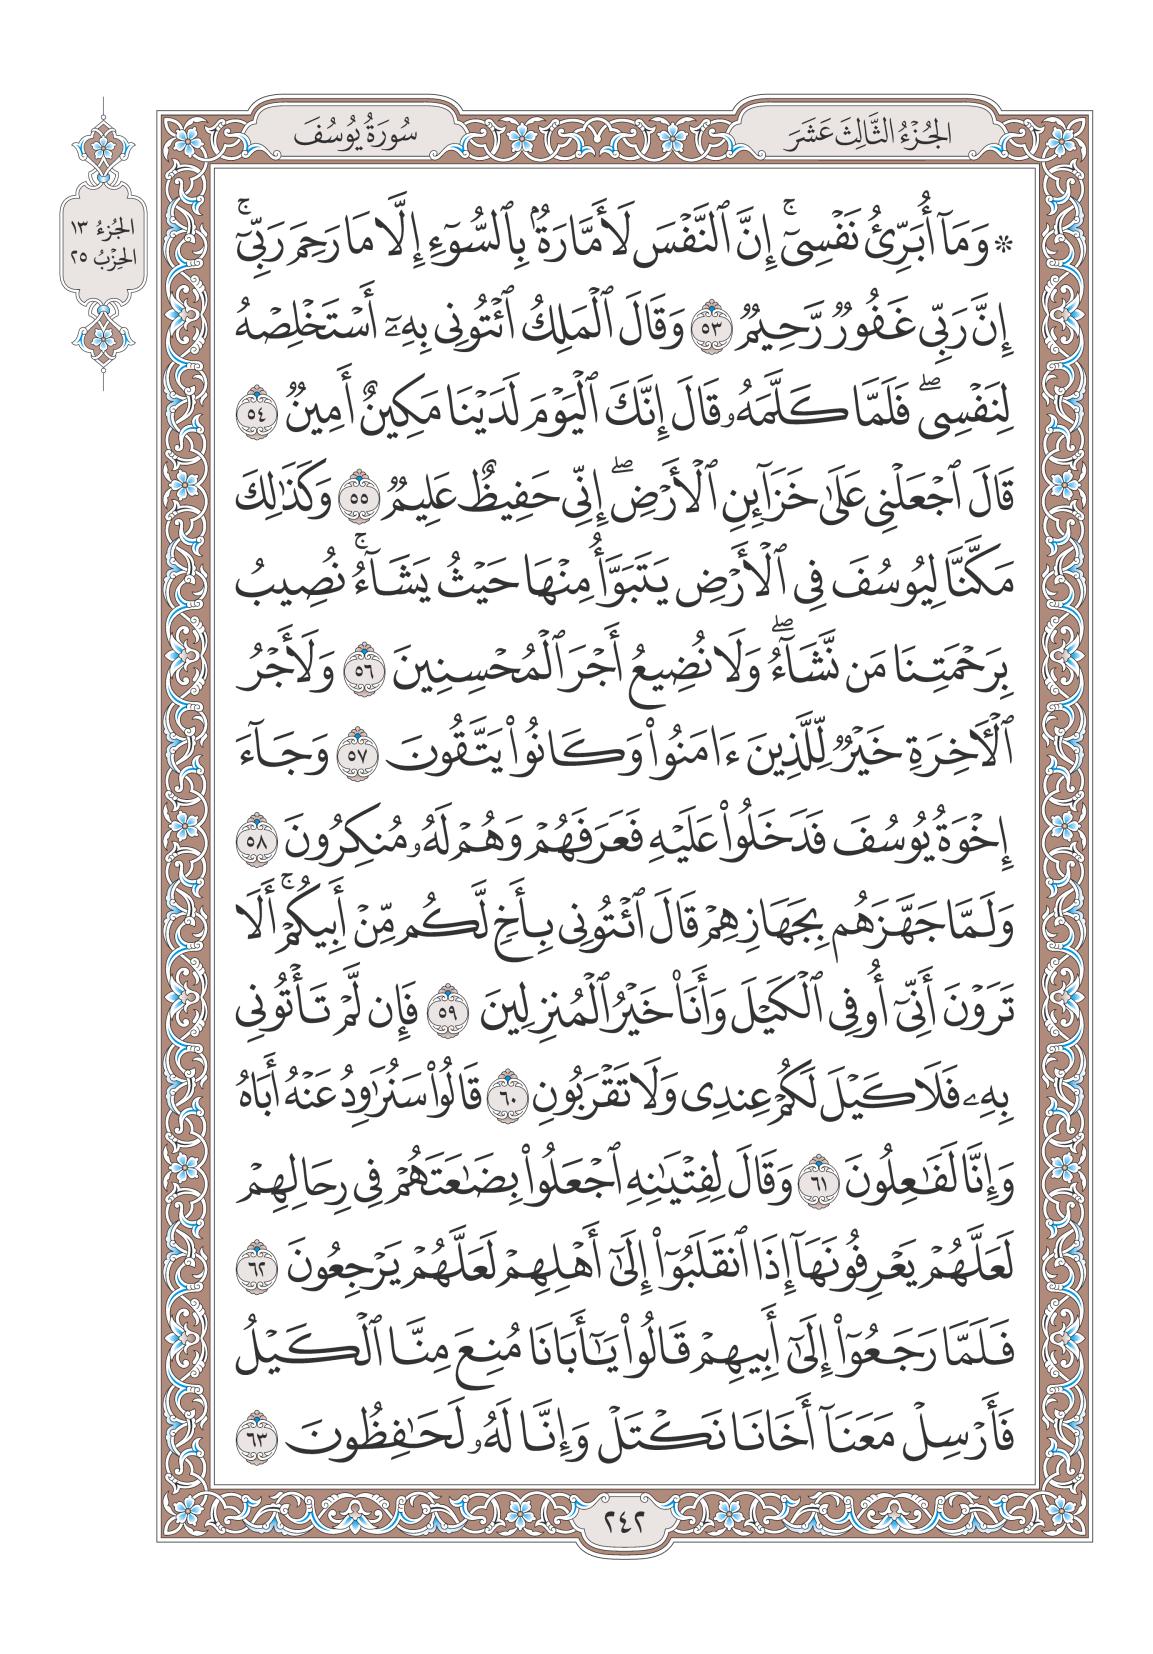 الجُزْءُ الثَّالِثَ عَشَرَ
سُورَةُ يُوسُفَ
الجُزءُ ١٣
الحِزْبُ ٢٥
۞ وَمَآ أُبَرِّئُ نَفْسِىٓۚ إِنَّ ٱلنَّفْسَ لَأَمَّارَةُۢ بِٱلسُّوٓءِ إِلَّا مَا رَحِمَ رَبِّىٓۚ
إِنَّ رَبِّى غَفُورٞ رَّحِيمٞ ٥٣ وَقَالَ ٱلْمَلِكُ ٱئْتُونِى بِهِۦٓ أَسْتَخْلِصْهُ
لِنَفْسِىۖ فَلَمَّا كَلَّمَهُۥ قَالَ إِنَّكَ ٱلْيَوْمَ لَدَيْنَا مَكِينٌ أَمِينٞ ٥٤
قَالَ ٱجْعَلْنِى عَلَىٰ خَزَآئِنِ ٱلْأَرْضِۖ إِنِّى حَفِيظٌ عَلِيمٞ ٥٥ وَكَذَٰلِكَ
مَكَّنَّا لِيُوسُفَ فِى ٱلْأَرْضِ يَتَبَوَّأُ مِنْهَا حَيْثُ يَشَآءُۚ نُصِيبُ
بِرَحْمَتِنَا مَن نَّشَآءُۖ وَلَا نُضِيعُ أَجْرَ ٱلْمُحْسِنِينَ ٥٦ وَلَأَجْرُ
ٱلْأٓخِرَةِ خَيْرٞ لِّلَّذِينَ ءَامَنُواْ وَكَانُواْ يَتَّقُونَ ٥٧ وَجَآءَ
إِخْوَةُ يُوسُفَ فَدَخَلُواْ عَلَيْهِ فَعَرَفَهُمْ وَهُمْ لَهُۥ مُنكِرُونَ ٥٨
وَلَمَّا جَهَّزَهُم بِجَهَازِهِمْ قَالَ ٱئْتُونِى بِأَخٖ لَّكُم مِّنْ أَبِيكُمْۚ أَلَا
تَرَوْنَ أَنِّىٓ أُوفِى ٱلْكَيْلَ وَأَنَا۠ خَيْرُ ٱلْمُنزِلِينَ ٥٩ فَإِن لَّمْ تَأْتُونِى
بِهِۦ فَلَا كَيْلَ لَكُمْ عِندِى وَلَا تَقْرَبُونِ ٦٠ قَالُواْ سَنُرَٰوِدُ عَنْهُ أَبَاهُ
وَإِنَّا لَفَٰعِلُونَ ٦١ وَقَالَ لِفِتْيَٰنِهِ ٱجْعَلُواْ بِضَٰعَتَهُمْ فِى رِحَالِهِمْ
لَعَلَّهُمْ يَعْرِفُونَهَآ إِذَا ٱنقَلَبُوٓاْ إِلَىٰٓ أَهْلِهِمْ لَعَلَّهُمْ يَرْجِعُونَ ٦٢
فَلَمَّا رَجَعُوٓاْ إِلَىٰٓ أَبِيهِمْ قَالُواْ يَٰٓأَبَانَا مُنِعَ مِنَّا ٱلْكَيْلُ
فَأَرْسِلْ مَعَنَآ أَخَانَا نَكْتَلْ وَإِنَّا لَهُۥ لَحَٰفِظُونَ ٦٣
٢٤٢